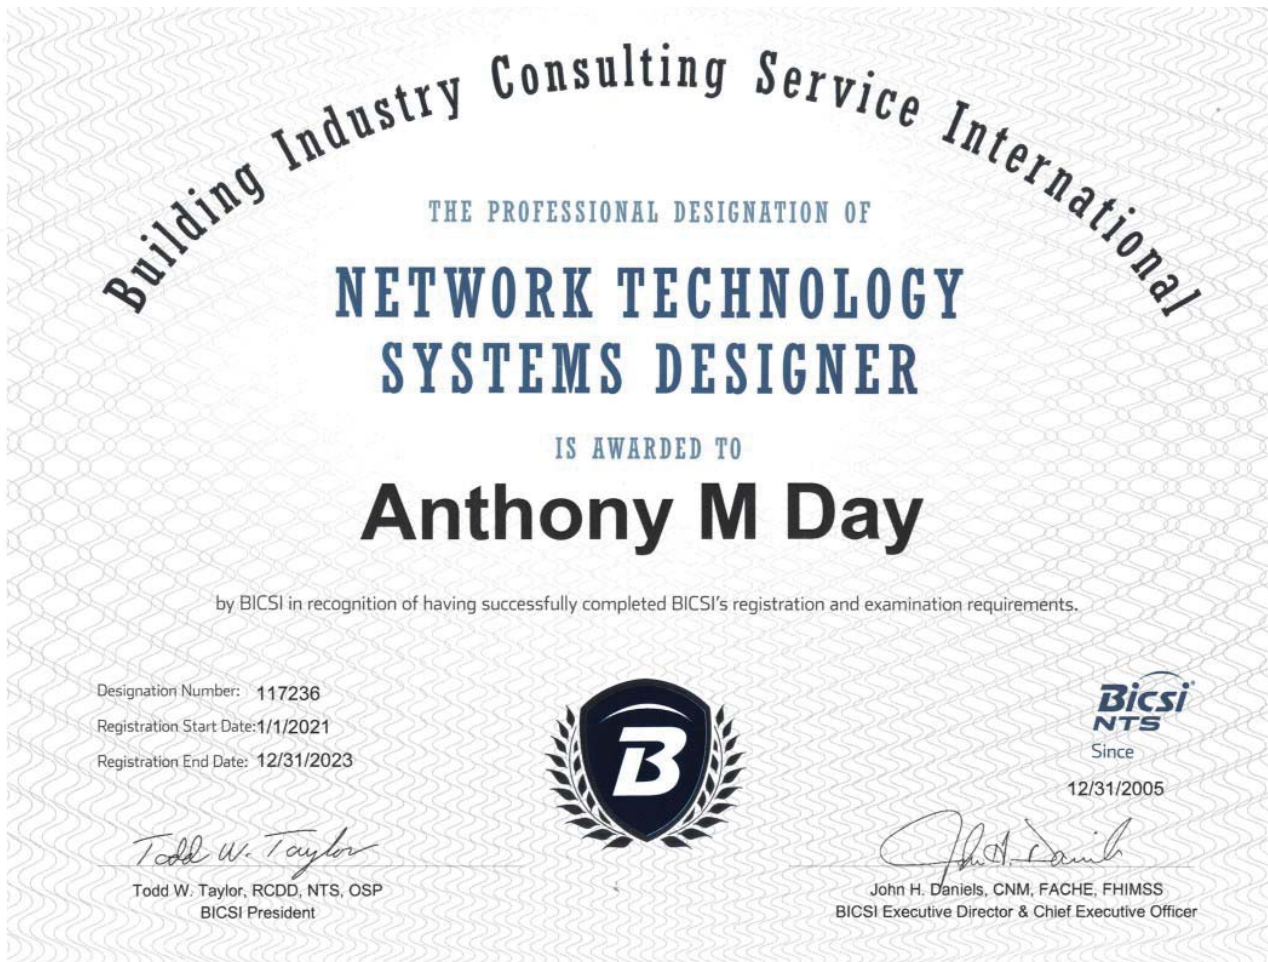 Building Industry Consulting Service International
THE PROFESSIONAL DESIGNATION OF
NETWORK TECHNOLOGY
SYSTEMS DESIGNER
IS AWARDED TO
Anthony M Day
by BICSI in recognition of having successfully completed BICSI's registration and examination requirements.
Designation Number: 117236
Registration Start Date: 1/1/2021
Registration End Date: 12/31/2023
B
Bicsi®
NTS
Since
12/31/2005
Todd W. Taylor
Todd W. Taylor, RCDD, NTS, OSP
BICSI President
John H. Daniels
John H. Daniels, CNM, FACHE, FHIMSS
BICSI Executive Director & Chief Executive Officer